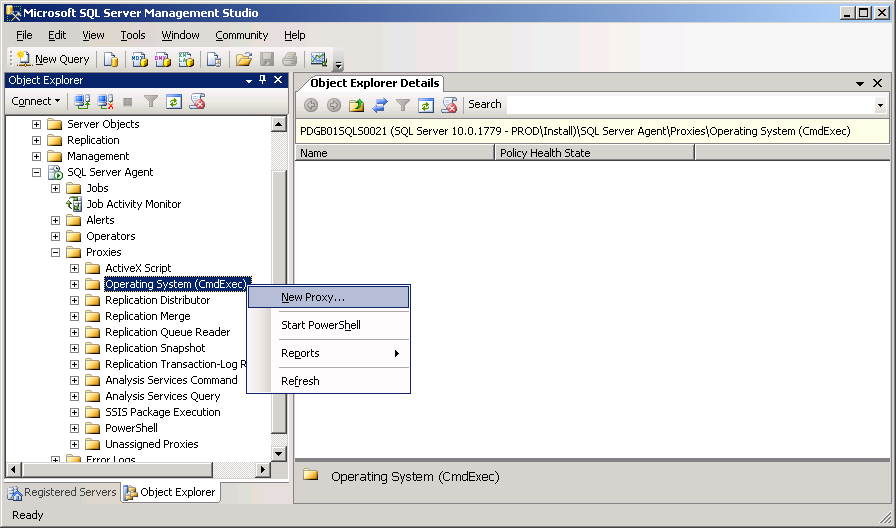 Microsoft SQL Server Management Studio
File Edit View Tools Window Community Help
New Query
Object Explorer
Connect
Server Objects
Replication
Management
SQL Server Agent
Jobs
Job Activity Monitor
Alerts
Operators
Proxies
ActiveX Script
Operating System (CmdExec)
Replication Distributor
Replication Merge
Replication Queue Reader
Replication Snapshot
Replication Transaction-Log R
Analysis Services Command
Analysis Services Query
SSIS Package Execution
PowerShell
Unassigned Proxies
Error Logs
New Proxy...
Start PowerShell
Reports
Refresh
Registered Servers Object Explorer
Object Explorer Details
Search
PDGB01SQLS0021 (SQL Server 10.0.1779 - PROD\Install)\SQL Server Agent\Proxies\Operating System (CmdExec)
Name Policy Health State
Operating System (CmdExec)
Ready